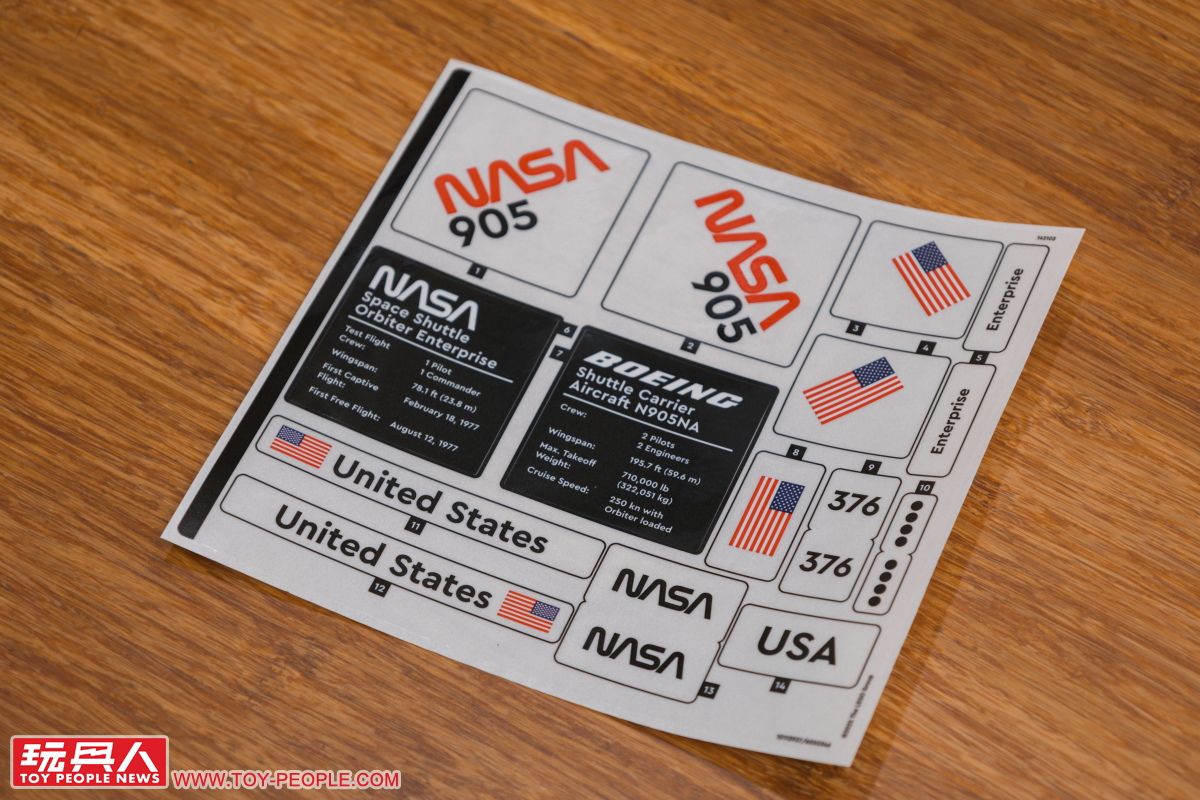 NASA
905
1
NASA
905
2
3
4
Enterprise
5
142103
NASA
Space Shuttle
Orbiter Enterprise
Test Flight Crew:
1 Pilot
1 Commander
Wingspan:
78.1 ft (23.8 m)
First Captive Flight:
February 18, 1977
First Free Flight:
August 12, 1977
6
7
BOEING
Shuttle Carrier
Aircraft N905NA
Crew:
2 Pilots
2 Engineers
Wingspan:
195.7 ft (59.6 m)
Max. Takeoff
Weight:
710,000 lb
(322,051 kg)
Cruise Speed:
250 kn with
Orbiter loaded
Enterprise
8
9
10
376
376
United States
11
United States
12
NASA
NASA
13
USA
14
The LEGO Group
玩具人
TOY PEOPLE NEWS
WWW.TOY-PEOPLE.COM